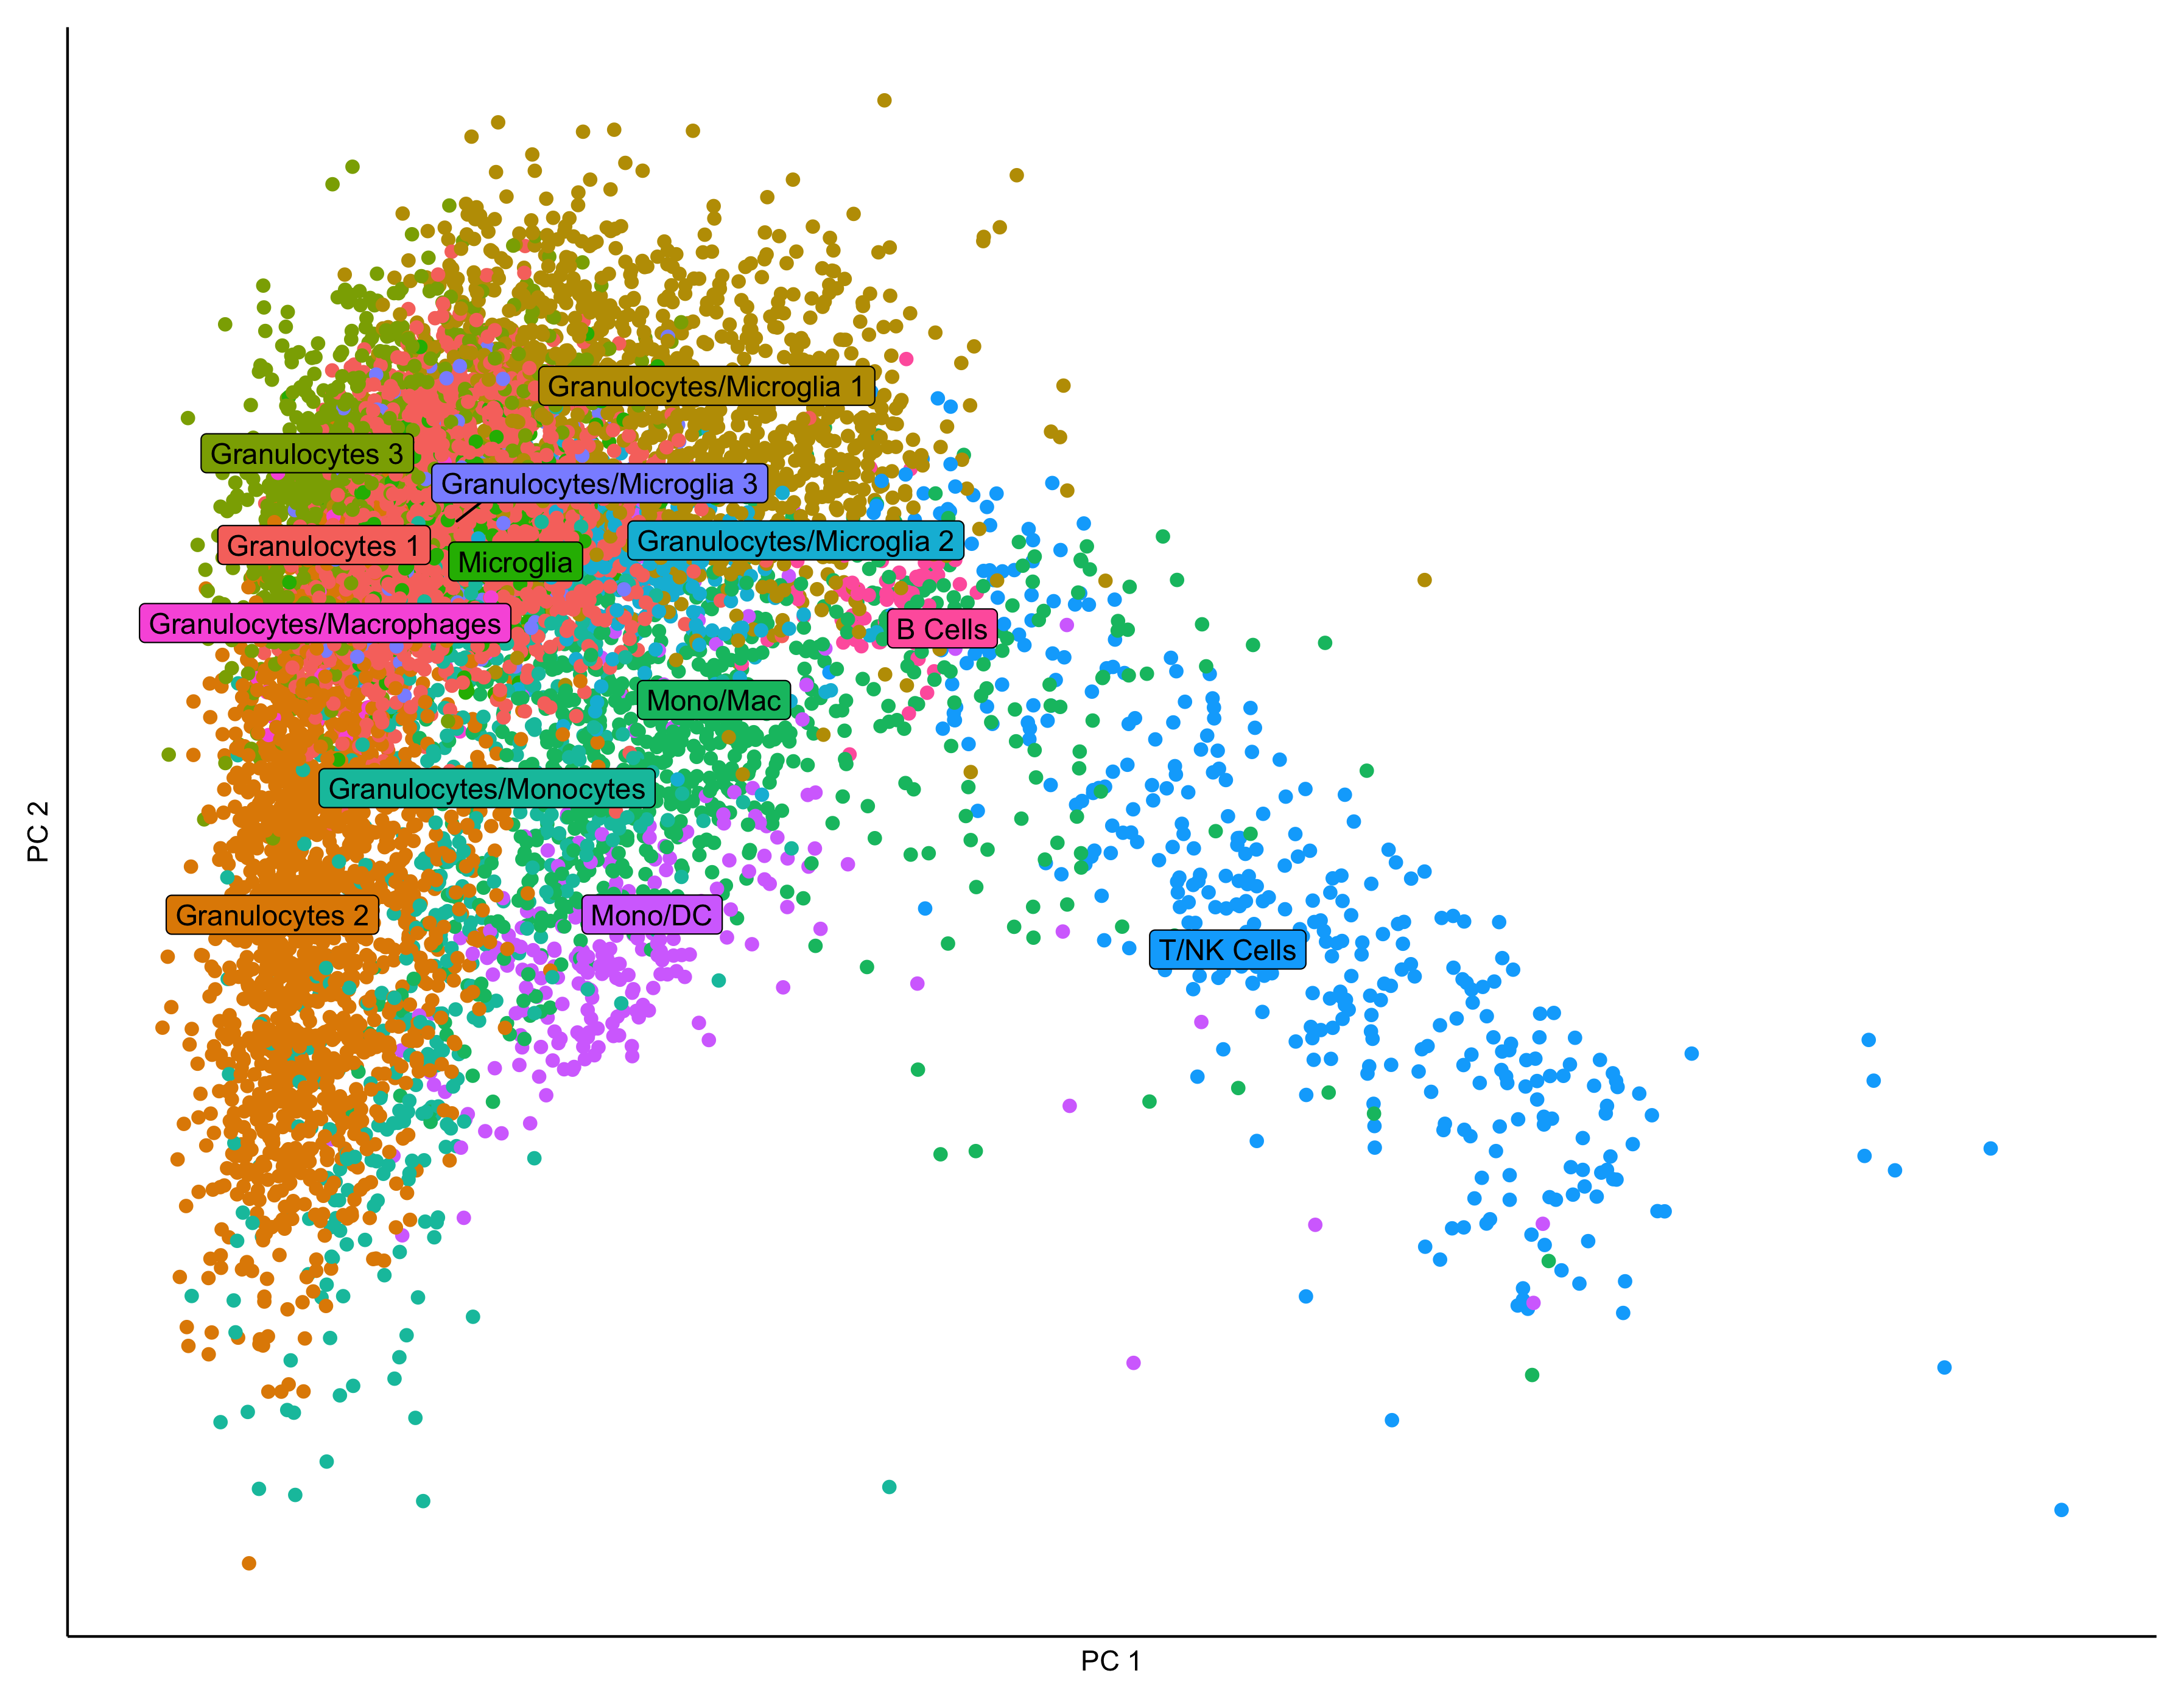 Granulocytes/Microglia 1
Granulocytes 3
Granulocytes/Microglia 3
Granulocytes 1
Granulocytes/Microglia 2
Microglia
Granulocytes/Macrophages
B Cells
Mono/Mac
Granulocytes/Monocytes
Granulocytes 2
Mono/DC
T/NK Cells
PC 2
PC 1